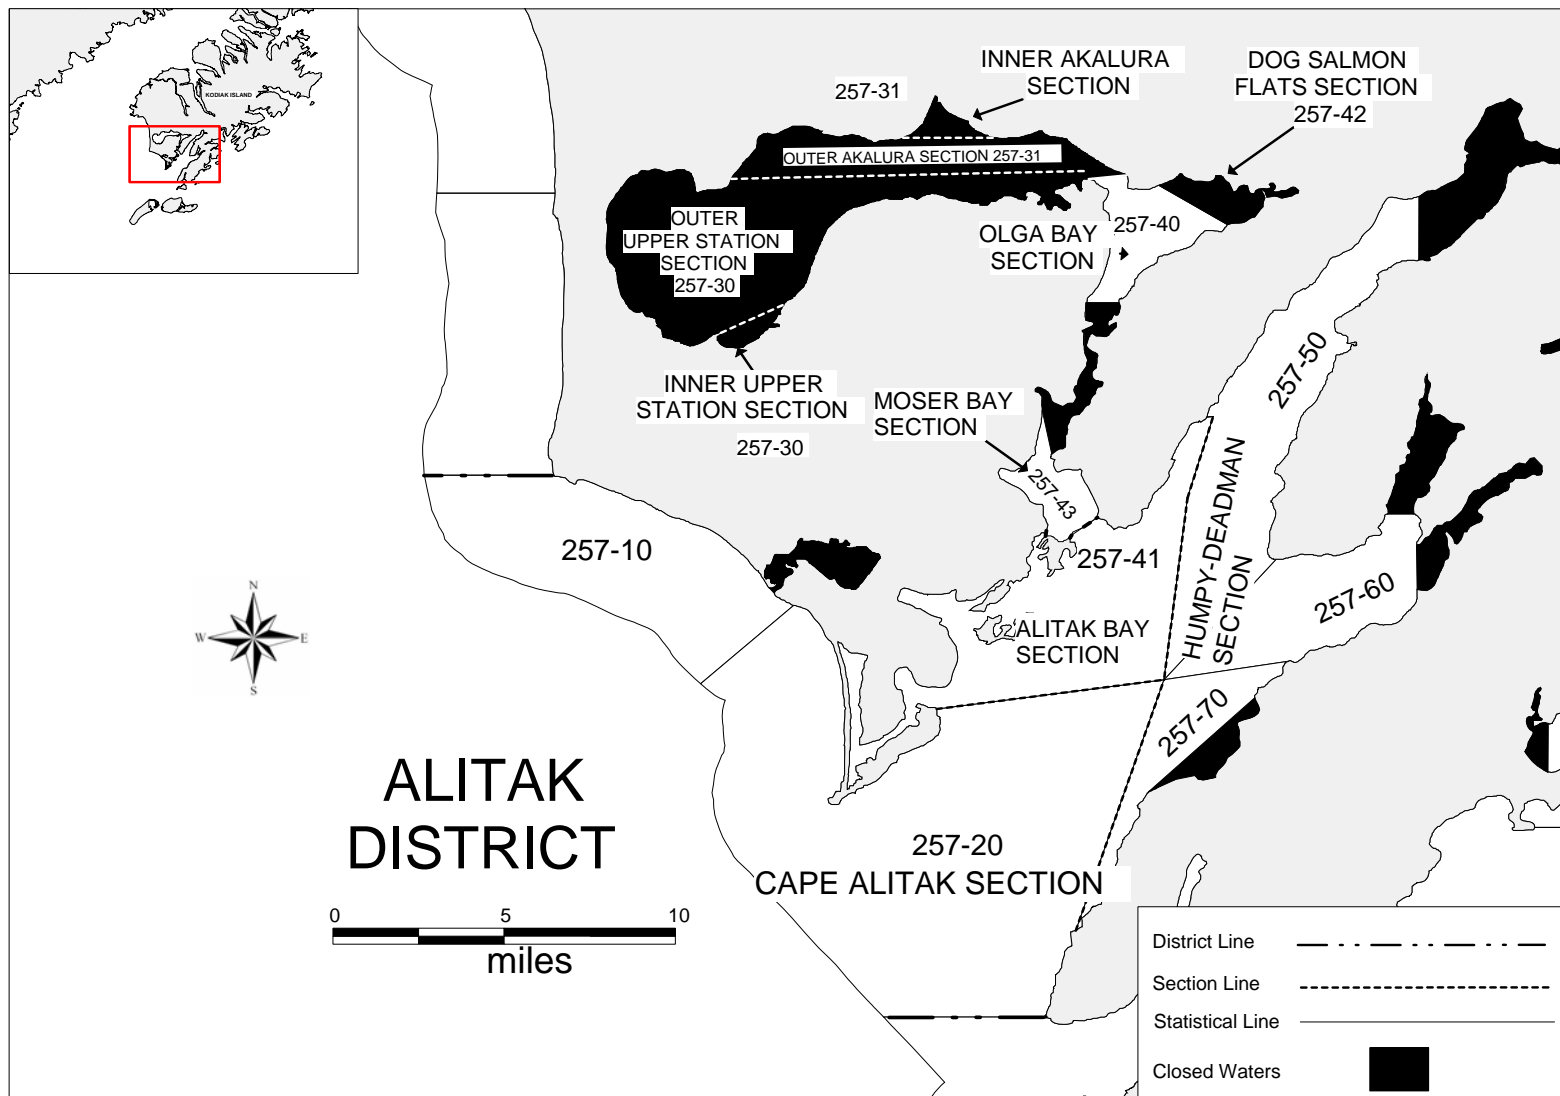 KODIAK ISLAND
257-31
INNER AKALURA
SECTION
DOG SALMON
FLATS SECTION
257-42
OUTER AKALURA SECTION 257-31
OUTER
UPPER STATION
SECTION
257-30
OLGA BAY
SECTION
257-40
INNER UPPER
STATION SECTION
257-30
MOSER BAY
SECTION
257-43
257-50
HUMPY-DEADMAN
SECTION
257-10
257-41
ALITAK BAY
SECTION
257-60
257-70
N
W
E
S
ALITAK
DISTRICT
0
5
10
miles
257-20
CAPE ALITAK SECTION
District Line
Section Line
Statistical Line
Closed Waters